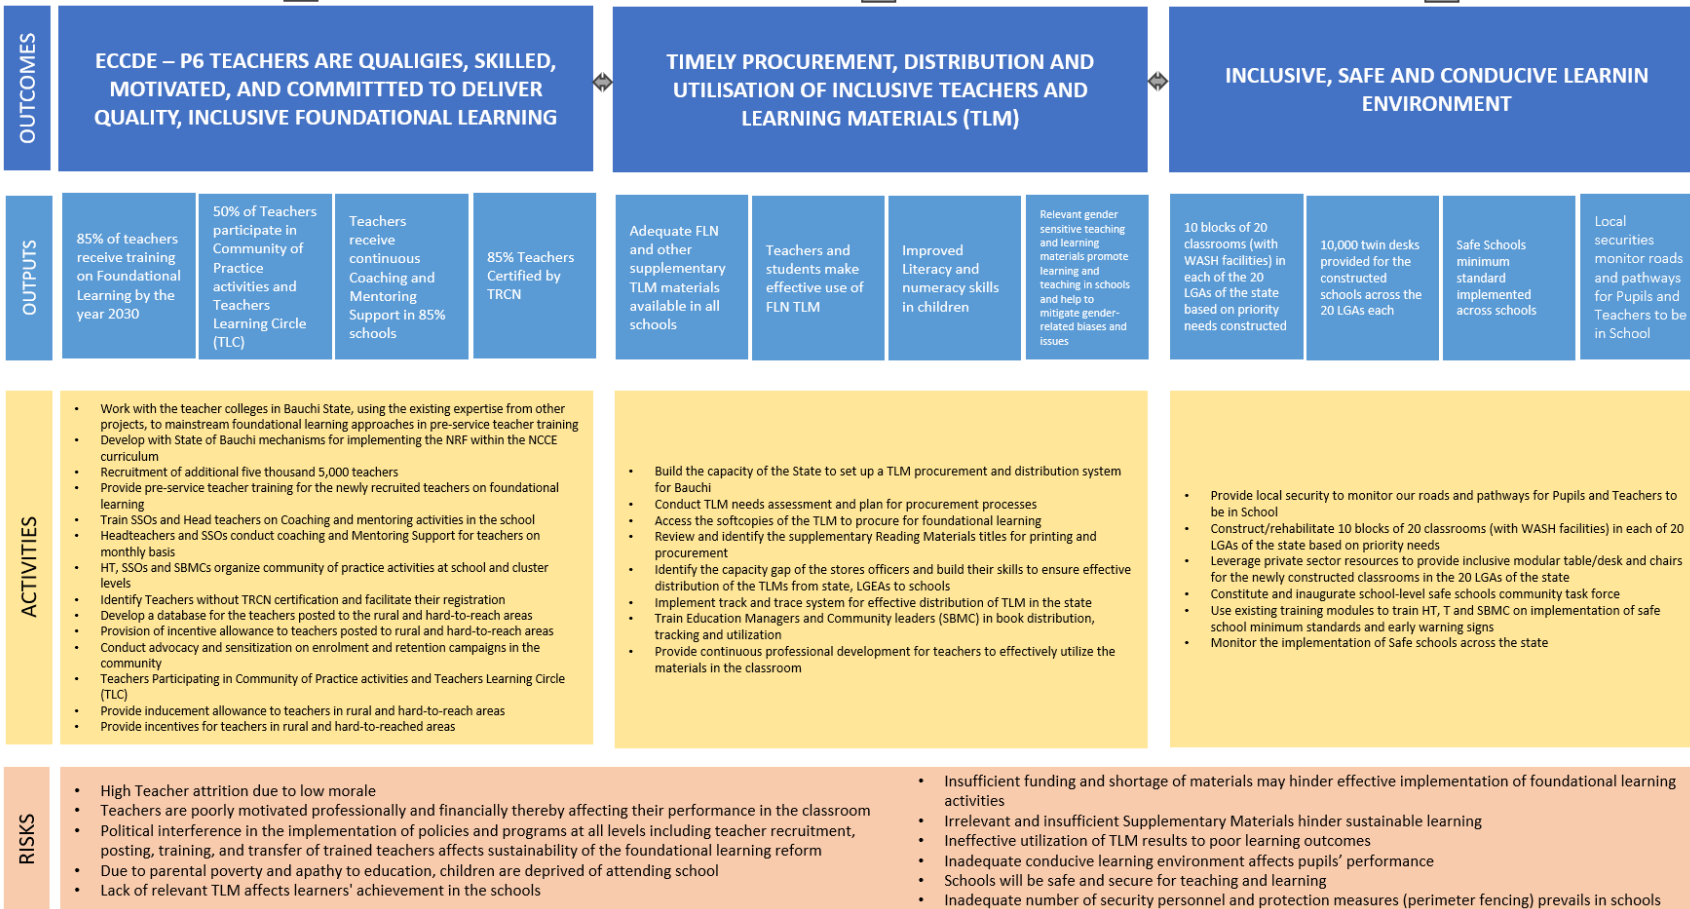 OUTCOMES
ECCDE – P6 TEACHERS ARE QUALIGIES, SKILLED,
MOTIVATED, AND COMMITTTED TO DELIVER
QUALITY, INCLUSIVE FOUNDATIONAL LEARNING
TIMELY PROCUREMENT, DISTRIBUTION AND
UTILISATION OF INCLUSIVE TEACHERS AND
LEARNING MATERIALS (TLM)
INCLUSIVE, SAFE AND CONDUCIVE LEARNIN
ENVIRONMENT
OUTPUTS
85% of teachers
receive training
on Foundational
Learning by the
year 2030
50% of Teachers
participate in
Community of
Practice
activities and
Teachers
Learning Circle
(TLC)
Teachers
receive
continuous
Coaching and
Mentoring
Support in 85%
schools
85% Teachers
Certified by
TRCN
Adequate FLN
and other
supplementary
TLM materials
available in all
schools
Teachers and
students make
effective use of
FLN TLM
Improved
Literacy and
numeracy skills
in children
Relevant gender
sensitive teaching
and learning
materials promote
learning and
teaching in schools
and help to
mitigate gender-
related biases and
issues
10 blocks of 20
classrooms (with
WASH facilities) in
each of the 20
LGAs of the state
based on priority
needs constructed
10,000 twin desks
provided for the
constructed
schools across the
20 LGAs each
Safe Schools
minimum
standard
implemented
across schools
Local
securities
monitor roads
and pathways
for Pupils and
Teachers to be
in School
ACTIVITIES
• Work with the teacher colleges in Bauchi State, using the existing expertise from other
projects, to mainstream foundational learning approaches in pre-service teacher training
• Develop with State of Bauchi mechanisms for implementing the NRF within the NCCE
curriculum
• Recruitment of additional five thousand 5,000 teachers
• Provide pre-service teacher training for the newly recruited teachers on foundational
learning
• Train SSOs and Head teachers on Coaching and mentoring activities in the school
• Headteachers and SSOs conduct coaching and Mentoring Support for teachers on
monthly basis
• HT, SSOs and SBMCs organize community of practice activities at school and cluster
levels
• Identify Teachers without TRCN certification and facilitate their registration
• Develop a database for the teachers posted to the rural and hard-to-reach areas
• Provision of incentive allowance to teachers posted to rural and hard-to-reach areas
• Conduct advocacy and sensitization on enrolment and retention campaigns in the
community
• Teachers Participating in Community of Practice activities and Teachers Learning Circle
(TLC)
• Provide inducement allowance to teachers in rural and hard-to-reach areas
• Provide incentives for teachers in rural and hard-to-reached areas
• Build the capacity of the State to set up a TLM procurement and distribution system
for Bauchi
• Conduct TLM needs assessment and plan for procurement processes
• Access the softcopies of the TLM to procure for foundational learning
• Review and identify the supplementary Reading Materials titles for printing and
procurement
• Identify the capacity gap of the stores officers and build their skills to ensure effective
distribution of the TLMs from state, LGEAs to schools
• Implement track and trace system for effective distribution of TLM in the state
• Train Education Managers and Community leaders (SBMC) in book distribution,
tracking and utilization
• Provide continuous professional development for teachers to effectively utilize the
materials in the classroom
• Provide local security to monitor our roads and pathways for Pupils and Teachers to
be in School
• Construct/rehabilitate 10 blocks of 20 classrooms (with WASH facilities) in each of 20
LGAs of the state based on priority needs
• Leverage private sector resources to provide inclusive modular table/desk and chairs
for the newly constructed classrooms in the 20 LGAs of the state
• Constitute and inaugurate school-level safe schools community task force
• Use existing training modules to train HT, T and SBMC on implementation of safe
school minimum standards and early warning signs
• Monitor the implementation of Safe schools across the state
RISKS
• High Teacher attrition due to low morale
• Teachers are poorly motivated professionally and financially thereby affecting their performance in the classroom
• Political interference in the implementation of policies and programs at all levels including teacher recruitment,
posting, training, and transfer of trained teachers affects sustainability of the foundational learning reform
• Due to parental poverty and apathy to education, children are deprived of attending school
• Lack of relevant TLM affects learners' achievement in the schools
• Insufficient funding and shortage of materials may hinder effective implementation of foundational learning
activities
• Irrelevant and insufficient Supplementary Materials hinder sustainable learning
• Ineffective utilization of TLM results to poor learning outcomes
• Inadequate conducive learning environment affects pupils' performance
• Schools will be safe and secure for teaching and learning
• Inadequate number of security personnel and protection measures (perimeter fencing) prevails in schools